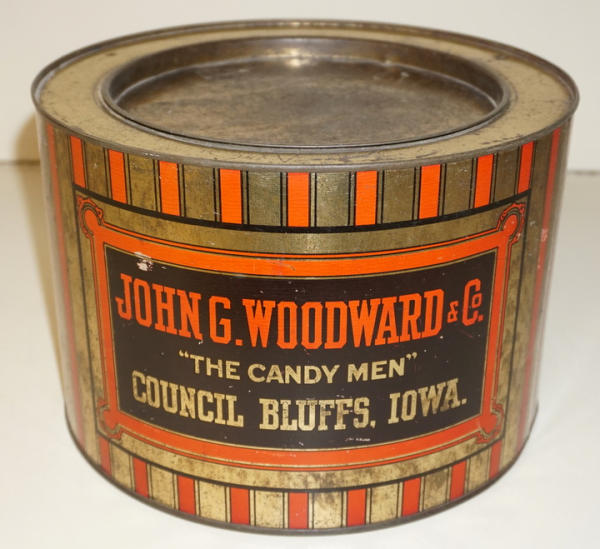 JOHN G. WOODWARD & Co.
"THE CANDY MEN"
COUNCIL BLUFFS, IOWA.